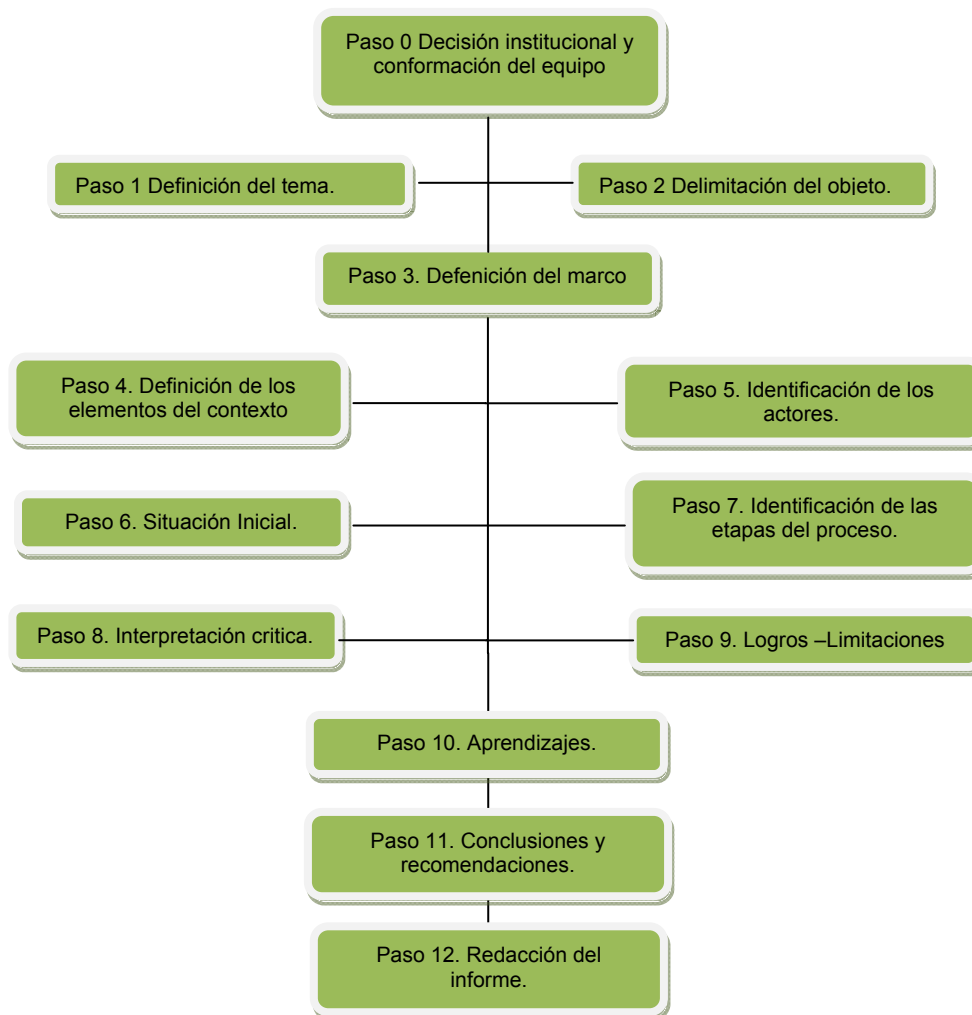 Paso 0 Decisión institucional y
conformación del equipo
Paso 1 Definición del tema.
Paso 2 Delimitación del objeto.
Paso 3. Defenición del marco
Paso 4. Definición de los
elementos del contexto
Paso 5. Identificación de los
actores.
Paso 6. Situación Inicial.
Paso 7. Identificación de las
etapas del proceso.
Paso 8. Interpretación critica.
Paso 9. Logros –Limitaciones
Paso 10. Aprendizajes.
Paso 11. Conclusiones y
recomendaciones.
Paso 12. Redacción del
informe.